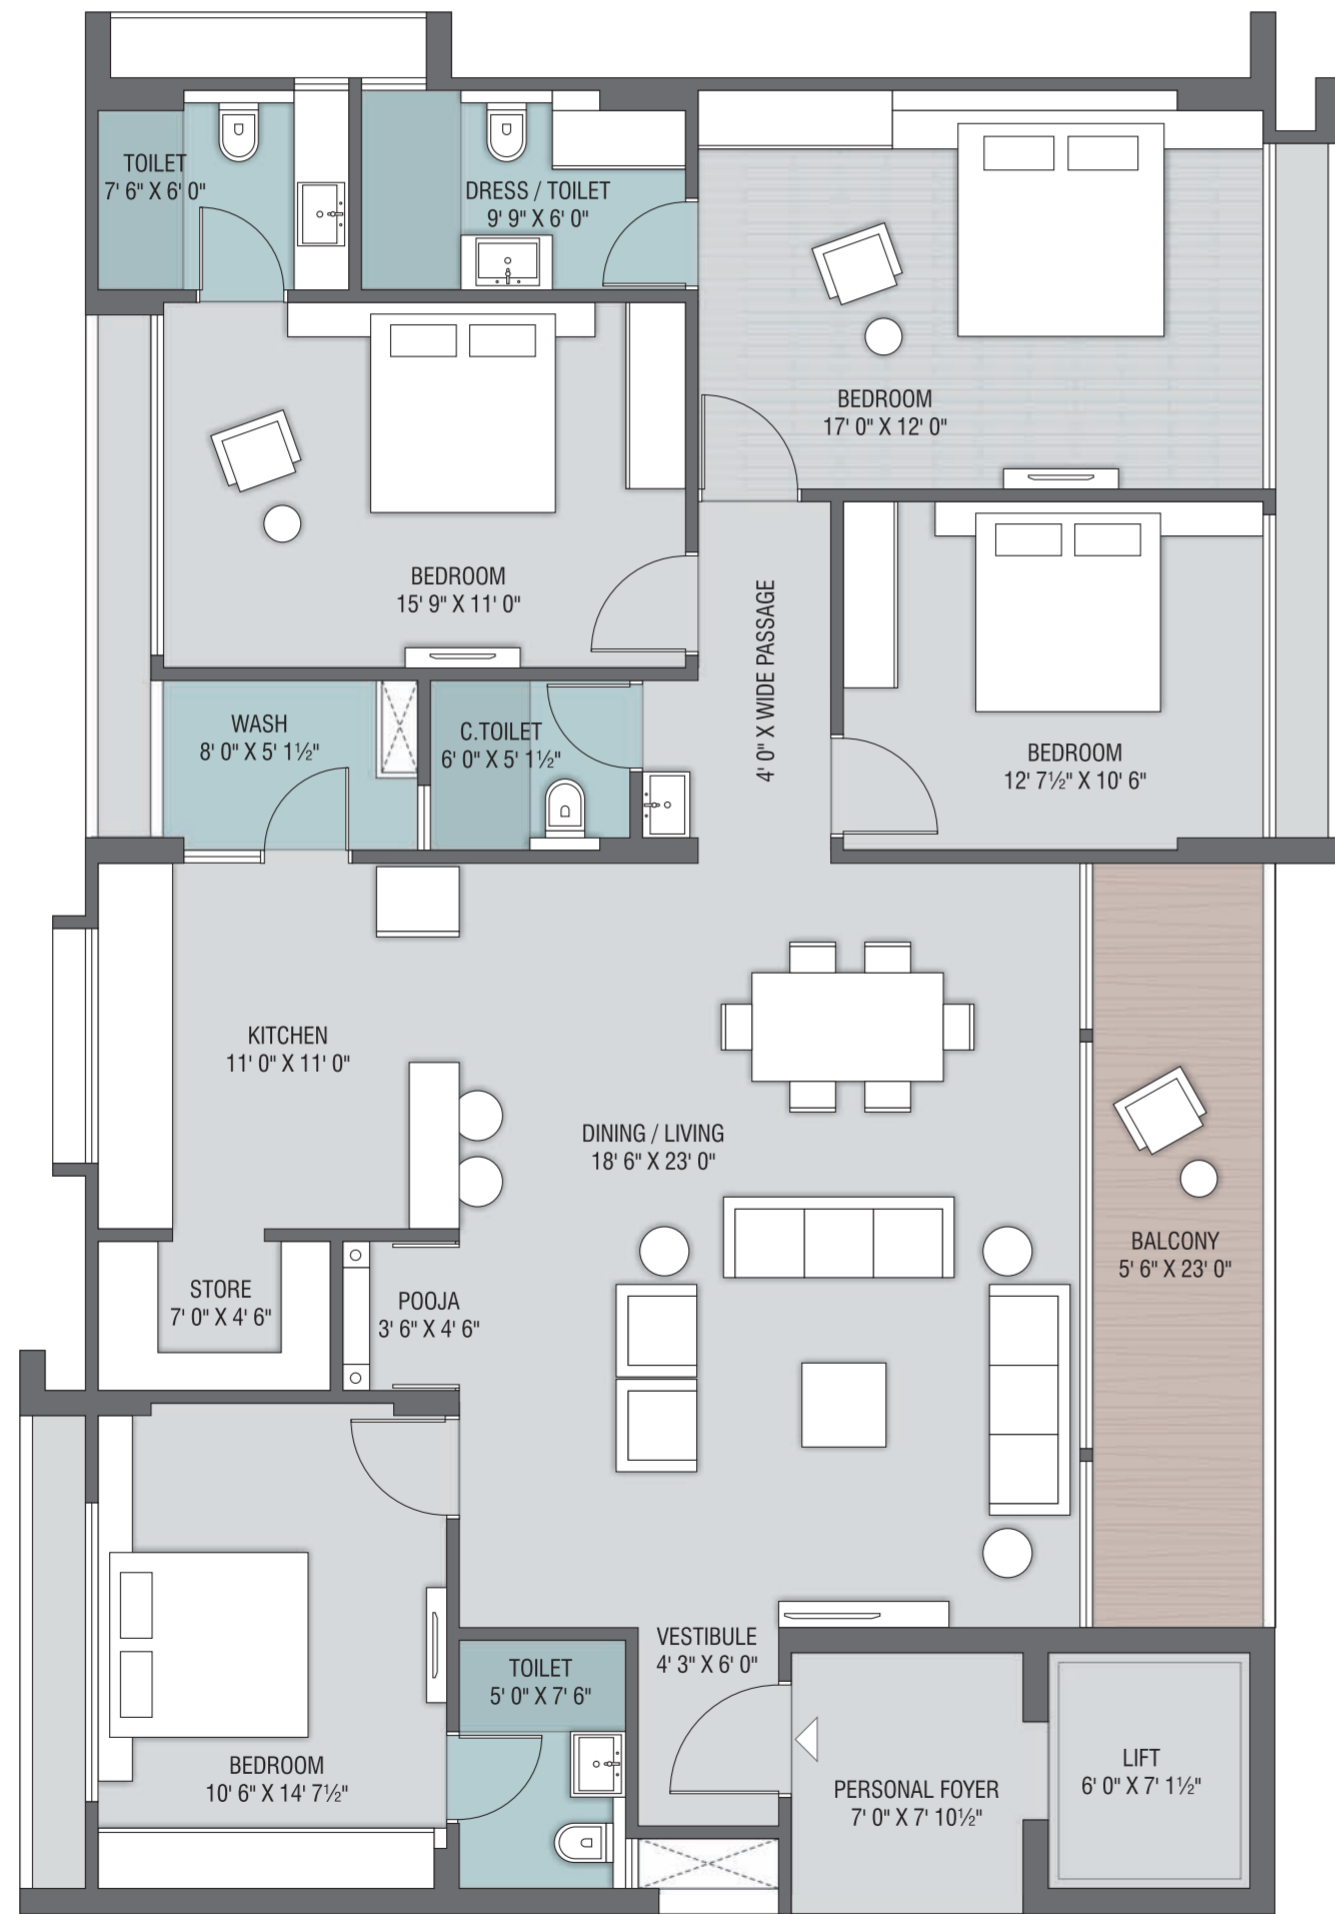 TOILET
7' 6" X 6' 0"
DRESS / TOILET
9' 9" X 6' 0"
BEDROOM
17' 0" X 12' 0"
BEDROOM
15' 9" X 11' 0"
4' 0" X WIDE PASSAGE
WASH
8' 0" X 5' 1½"
C.TOILET
6' 0" X 5' 1½"
BEDROOM
12' 7½" X 10' 6"
KITCHEN
11' 0" X 11' 0"
DINING / LIVING
18' 6" X 23' 0"
BALCONY
5' 6" X 23' 0"
STORE
7' 0" X 4' 6"
POOJA
3' 6" X 4' 6"
VESTIBULE
4' 3" X 6' 0"
TOILET
5' 0" X 7' 6"
BEDROOM
10' 6" X 14' 7½"
PERSONAL FOYER
7' 0" X 7' 10½"
LIFT
6' 0" X 7' 1½"